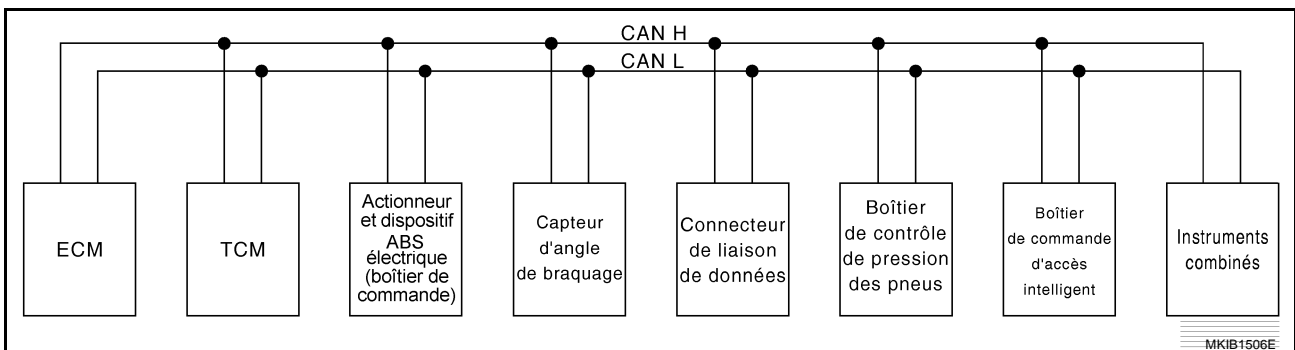 CAN H
CAN L
ECM
TCM
Actionneur
et dispositif
ABS
électrique
(boîtier de
commande)
Capteur
d'angle
de braquage
Connecteur
de liaison
de données
Boîtier
de contrôle
de pression
des pneus
Boîtier
de commande
d'accès
intelligent
Instruments
combinés
MKIB1506E